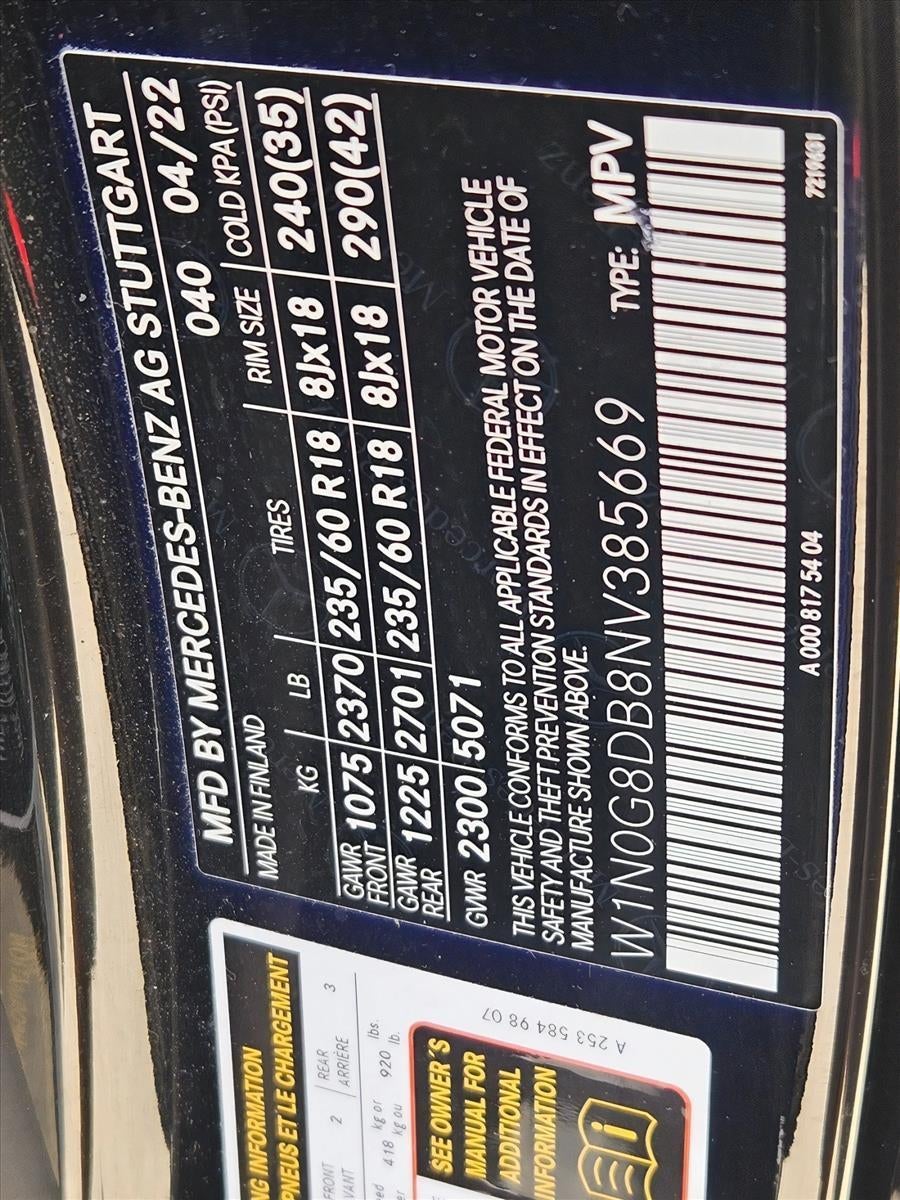 MFD BY MERCEDES-BENZ AG STUTTGART
MADE IN FINLAND 040 04/22
KG LB TIRES RIM SIZE COLD KPA(PSI)
GAWR FRONT 1075 2370 235/60 R18 8Jx18 240(35)
GAWR REAR 1225 2701 235/60 R18 8Jx18 290(42)
GVWR 2300 5071
THIS VEHICLE CONFORMS TO ALL APPLICABLE FEDERAL MOTOR VEHICLE
SAFETY AND THEFT PREVENTION STANDARDS IN EFFECT ON THE DATE OF
MANUFACTURE SHOWN ABOVE.
W1N0G8DB8NV385669 TYPE: MPV
A 000 817 54 04
INFORMATION
PNEUS ET LE CHARGEMENT
FRONT 2 REAR 3
ARRIÈRE
418 kg or 920 lbs.
kg ou lb.
SEE OWNER'S
MANUAL FOR
ADDITIONAL
INFORMATION
A 253 584 98 07